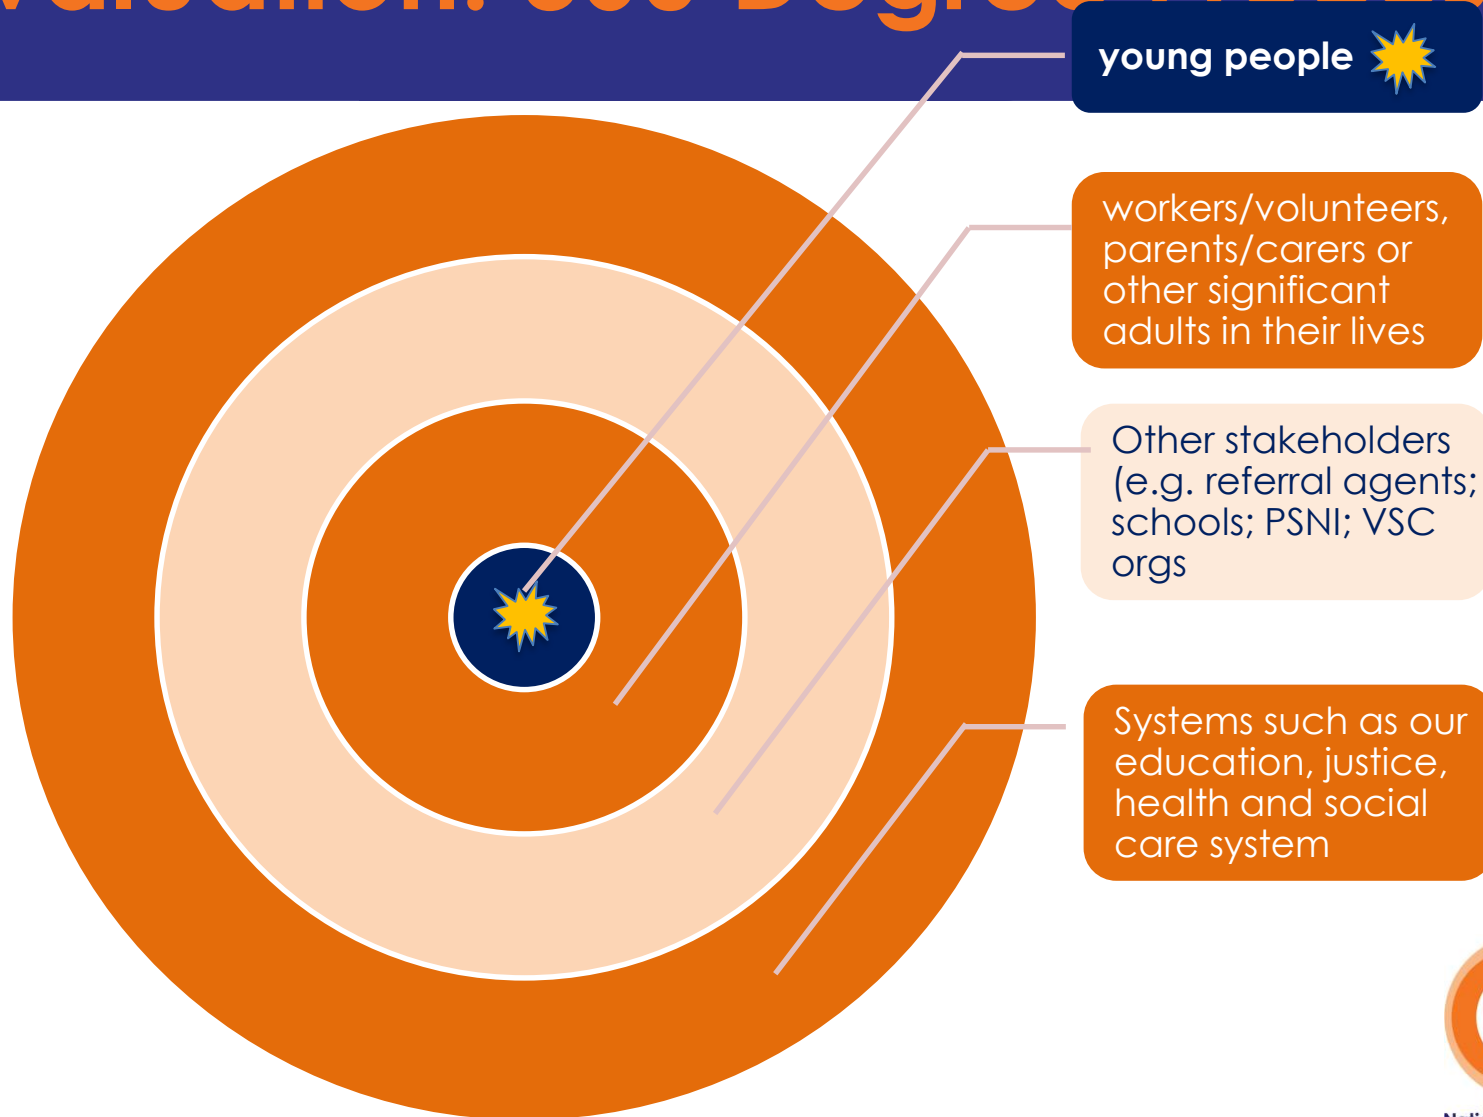 young people
workers/volunteers,
parents/carers or
other significant
adults in their lives
Other stakeholders
(e.g. referral agents;
schools; PSNI; VSC
orgs
Systems such as our
education, justice,
health and social
care system